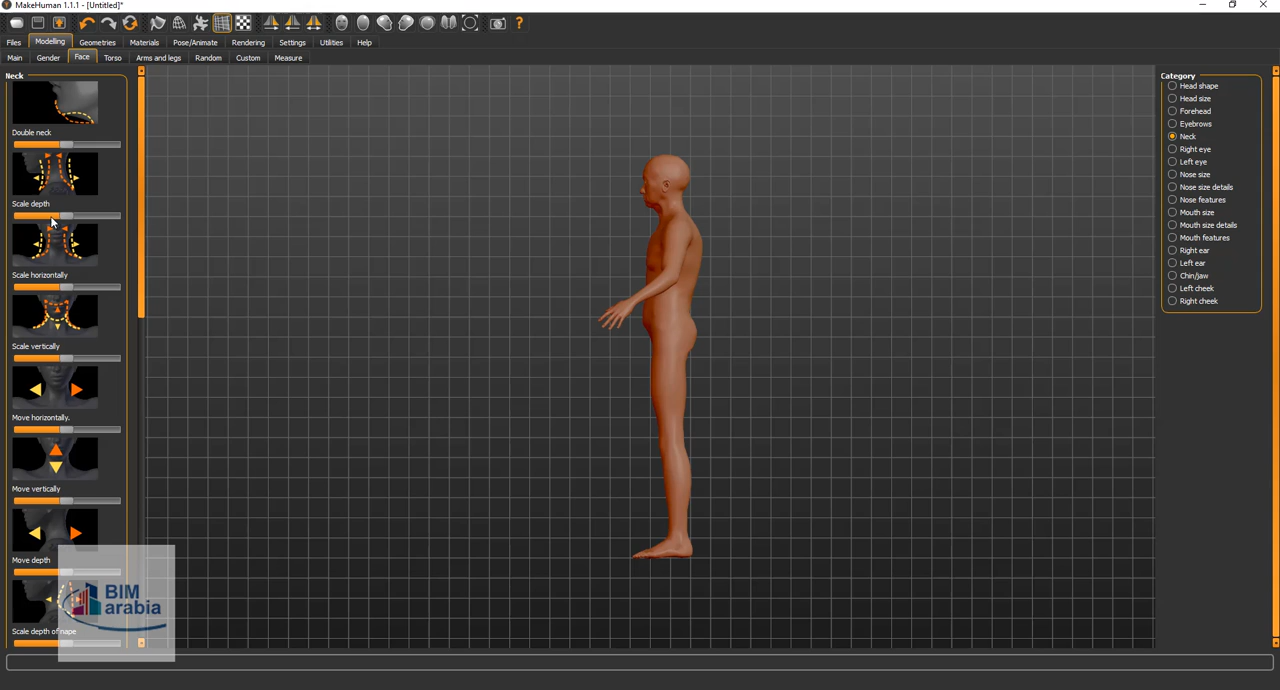 MakeHuman 1.1.1 - [Untitled]*
Files Modelling Geometries Materials Pose/Animate Rendering Settings Utilities Help
Main Gender Face Torso Arms and legs Random Custom Measure
Neck
Double neck
Scale depth
Scale horizontally
Scale vertically
Move horizontally.
Move vertically
Move depth
Scale depth of nape
BIM
arabia
Category
Head shape
Head size
Forehead
Eyebrows
Neck
Right eye
Left eye
Nose size
Nose size details
Nose features
Mouth size
Mouth size details
Mouth features
Right ear
Left ear
Chin/jaw
Left cheek
Right cheek